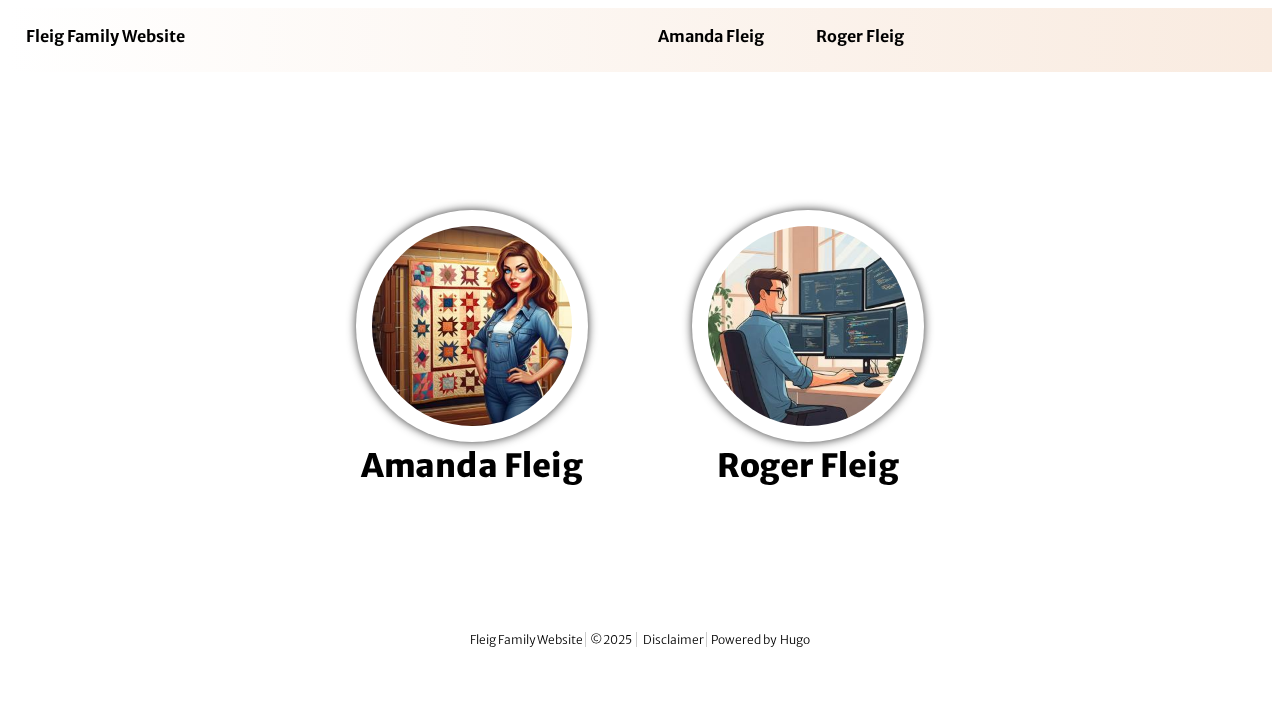 Fleig Family Website Amanda Fleig Roger Fleig
Amanda Fleig Roger Fleig
Fleig Family Website © 2025 Disclaimer Powered by Hugo